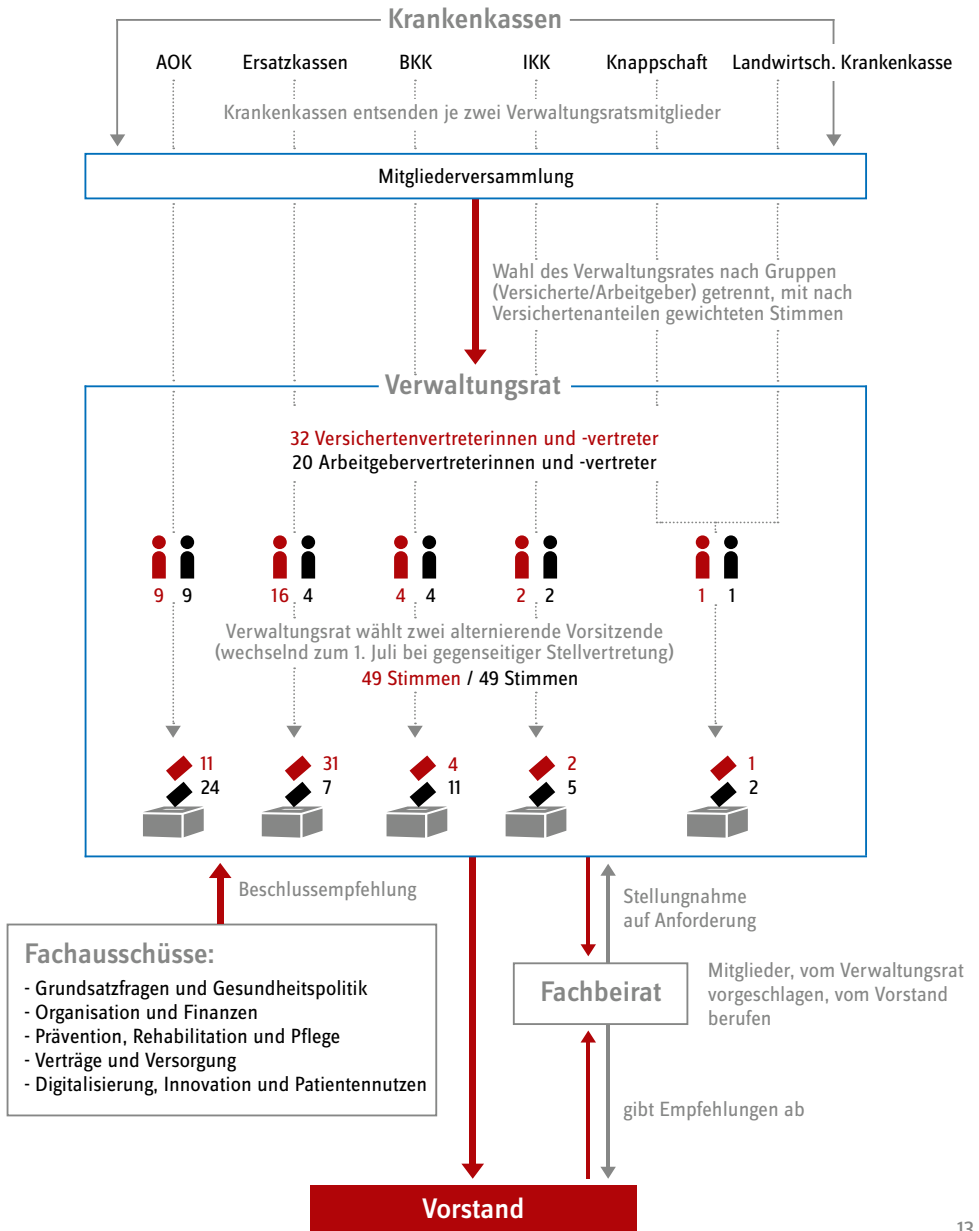 Krankenkassen
AOK Ersatzkassen BKK IKK Knappschaft Landwirtsch. Krankenkasse
Krankenkassen entsenden je zwei Verwaltungsratsmitglieder
Mitgliederversammlung
Wahl des Verwaltungsrates nach Gruppen
(Versicherte/Arbeitgeber) getrennt, mit nach
Versichertenanteilen gewichteten Stimmen
Verwaltungsrat
32 Versichertenvertreterinnen und -vertreter
20 Arbeitgebervertreterinnen und -vertreter
9 9 16 4 4 4 2 2 1 1
Verwaltungsrat wählt zwei alternierende Vorsitzende
(wechselnd zum 1. Juli bei gegenseitiger Stellvertretung)
49 Stimmen / 49 Stimmen
11 31 4 2 1
24 7 11 5 2
Beschlussempfehlung
Stellungnahme
auf Anforderung
Fachausschüsse:
- Grundsatzfragen und Gesundheitspolitik
- Organisation und Finanzen
- Prävention, Rehabilitation und Pflege
- Verträge und Versorgung
- Digitalisierung, Innovation und Patientennutzen
Fachbeirat
Mitglieder, vom Verwaltungsrat
vorgeschlagen, vom Vorstand
berufen
gibt Empfehlungen ab
Vorstand
13